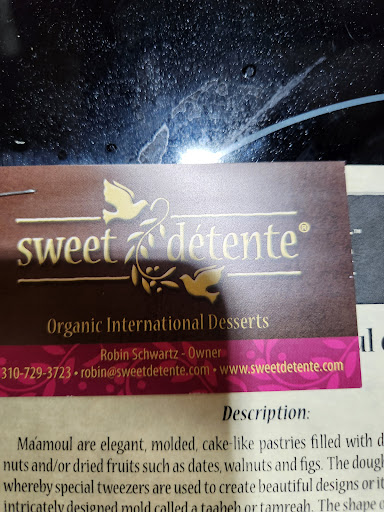 sweet détente®
Organic International Desserts
Robin Schwartz - Owner
310-729-3723 • robin@sweetdetente.com • www.sweetdetente.com
Description:
Ma'amoul are elegant, molded, cake-like pastries filled with d
nuts and/or dried fruits such as dates, walnuts and figs. The dough
whereby special tweezers are used to create beautiful designs or it
intricately designed mold called a taabeh or tamreah. The shape o